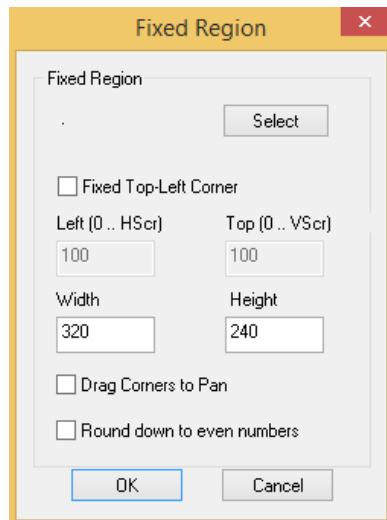 Fixed Region
Fixed Region
. Select
Fixed Top-Left Corner
Left (0 .. HScr) Top (0 .. VScr)
100 100
Width Height
320 240
Drag Corners to Pan
Round down to even numbers
OK Cancel